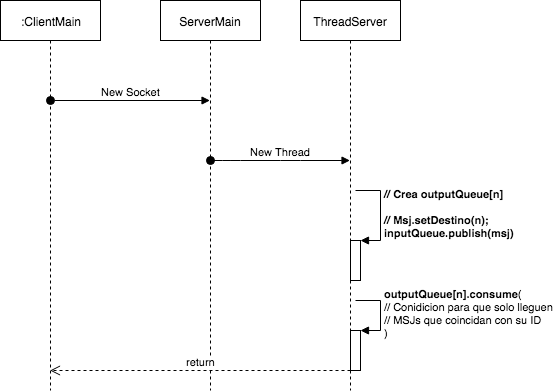 :ClientMain
ServerMain
ThreadServer
New Socket
New Thread
// Crea outputQueue[n]
// Msj.setDestino(n);
inputQueue.publish(msj)
outputQueue[n].consume(
// Conidicion para que solo lleguen
// MSJs que coincidan con su ID
)
return